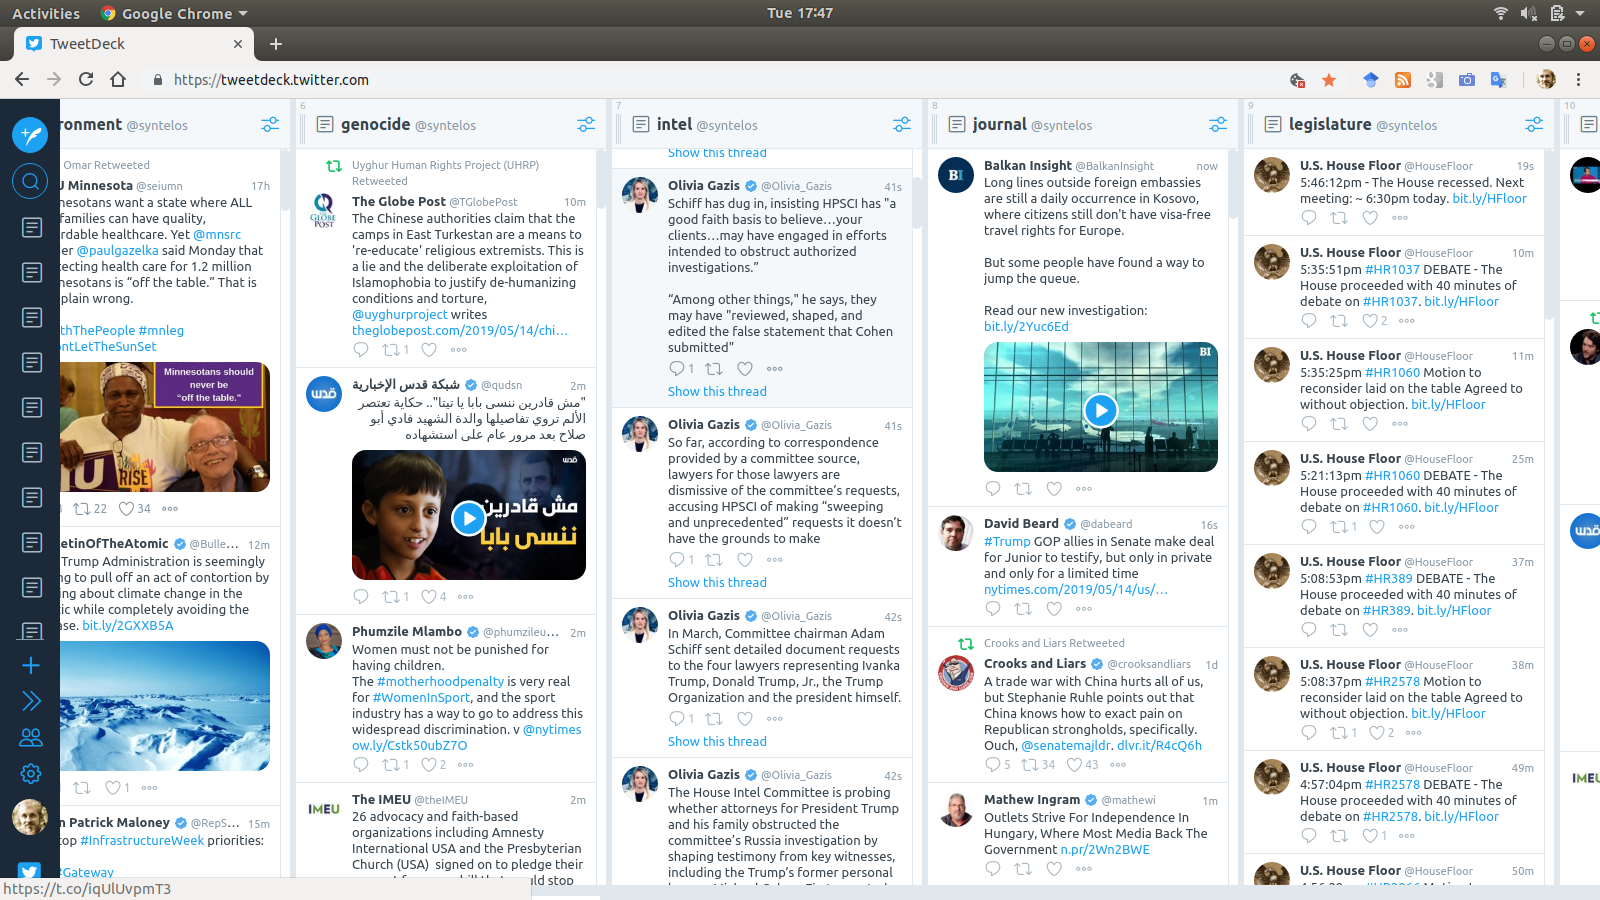 Activities
Google Chrome
Tue 17:47
TweetDeck
https://tweetdeck.twitter.com
ronment @syntelos
Omar Retweeted
J Minnesota @seiumn 17h
nesotans want a state where ALL
families can have quality,
rdable healthcare. Yet @mnsrc
er @paulgazelka said Monday that
ecting health care for 1.2 million
nesotans is “off the table.” That is
plain wrong.
thThePeople #mnleg
ontLetTheSunSet
Minnesotans should
never be
“off the table.”
22 34
etinOfTheAtomic @Bulle... 12m
Trump Administration is seemingly
ng to pull off an act of contortion by
ing about climate change in the
tic while completely avoiding the
ase. bit.ly/2GXXB5A
1
n Patrick Maloney @RepS... 15m
top #InfrastructureWeek priorities:
#Gateway
https://t.co/iqUlUvpmT3
6
genocide @syntelos
Uyghur Human Rights Project (UHRP)
Retweeted
The Globe Post @TGlobePost 10m
The Chinese authorities claim that the
camps in East Turkestan are a means to
're-educate' religious extremists. This is
a lie and the deliberate exploitation of
Islamophobia to justify de-humanizing
conditions and torture,
@uyghurproject writes
theglobepost.com/2019/05/14/chi…
1
شبكة قدس الإخبارية @qudsn 2m
"مش قادرين ننسى بابا يا تيتا".. حكاية تعتصر
الألم تروي تفاصيلها والدة الشهيد فادي أبو
صلاح بعد مرور عام على استشهاده
قدس
مش قادرين
ننسى بابا
1 4
Phumzile Mlambo @phumzileu... 2m
Women must not be punished for
having children.
The #motherhoodpenalty is very real
for #WomenInSport, and the sport
industry has a way to go to address this
widespread discrimination. v @nytimes
ow.ly/Cstk50ubZ7O
1 2
IMEU
The IMEU @theIMEU 2m
26 advocacy and faith-based
organizations including Amnesty
International USA and the Presbyterian
Church (USA) signed on to pledge their
7
intel @syntelos
Show this thread
Olivia Gazis @Olivia_Gazis 41s
Schiff has dug in, insisting HPSCI has "a
good faith basis to believe…your
clients…may have engaged in efforts
intended to obstruct authorized
investigations.”
“Among other things," he says, they
may have "reviewed, shaped, and
edited the false statement that Cohen
submitted"
1
Show this thread
Olivia Gazis @Olivia_Gazis 41s
So far, according to correspondence
provided by a committee source,
lawyers for those lawyers are
dismissive of the committee’s requests,
accusing HPSCI of making “sweeping
and unprecedented” requests it doesn’t
have the grounds to make
1
Show this thread
Olivia Gazis @Olivia_Gazis 42s
In March, Committee chairman Adam
Schiff sent detailed document requests
to the four lawyers representing Ivanka
Trump, Donald Trump, Jr., the Trump
Organization and the president himself.
1
Show this thread
Olivia Gazis @Olivia_Gazis 42s
The House Intel Committee is probing
whether attorneys for President Trump
and his family obstructed the
committee’s Russia investigation by
shaping testimony from key witnesses,
including the Trump’s former personal
8
journal @syntelos
BI
Balkan Insight @BalkanInsight now
Long lines outside foreign embassies
are still a daily occurrence in Kosovo,
where citizens still don't have visa-free
travel rights for Europe.
But some people have found a way to
jump the queue.
Read our new investigation:
bit.ly/2Yuc6Ed
BI
David Beard @dabeard 16s
#Trump GOP allies in Senate make deal
for Junior to testify, but only in private
and only for a limited time
nytimes.com/2019/05/14/us/…
Crooks and Liars Retweeted
Crooks and Liars @crooksandliars 1d
A trade war with China hurts all of us,
but Stephanie Ruhle points out that
China knows how to exact pain on
Republican strongholds, specifically.
Ouch, @senatemajldr. dlvr.it/R4cQ6h
5 34 43
Mathew Ingram @mathewi 1m
Outlets Strive For Independence In
Hungary, Where Most Media Back The
Government n.pr/2Wn2BWE
9
legislature @syntelos
U.S. House Floor @HouseFloor 19s
5:46:12pm - The House recessed. Next
meeting: ~ 6:30pm today. bit.ly/HFloor
U.S. House Floor @HouseFloor 10m
5:35:51pm #HR1037 DEBATE - The
House proceeded with 40 minutes of
debate on #HR1037. bit.ly/HFloor
2
U.S. House Floor @HouseFloor 11m
5:35:25pm #HR1060 Motion to
reconsider laid on the table Agreed to
without objection. bit.ly/HFloor
U.S. House Floor @HouseFloor 25m
5:21:13pm #HR1060 DEBATE - The
House proceeded with 40 minutes of
debate on #HR1060. bit.ly/HFloor
1
U.S. House Floor @HouseFloor 37m
5:08:53pm #HR389 DEBATE - The
House proceeded with 40 minutes of
debate on #HR389. bit.ly/HFloor
U.S. House Floor @HouseFloor 38m
5:08:37pm #HR2578 Motion to
reconsider laid on the table Agreed to
without objection. bit.ly/HFloor
1 2
U.S. House Floor @HouseFloor 49m
4:57:04pm #HR2578 DEBATE - The
House proceeded with 40 minutes of
debate on #HR2578. bit.ly/HFloor
1
U.S. House Floor @HouseFloor 50m
10
قدس
IMEU